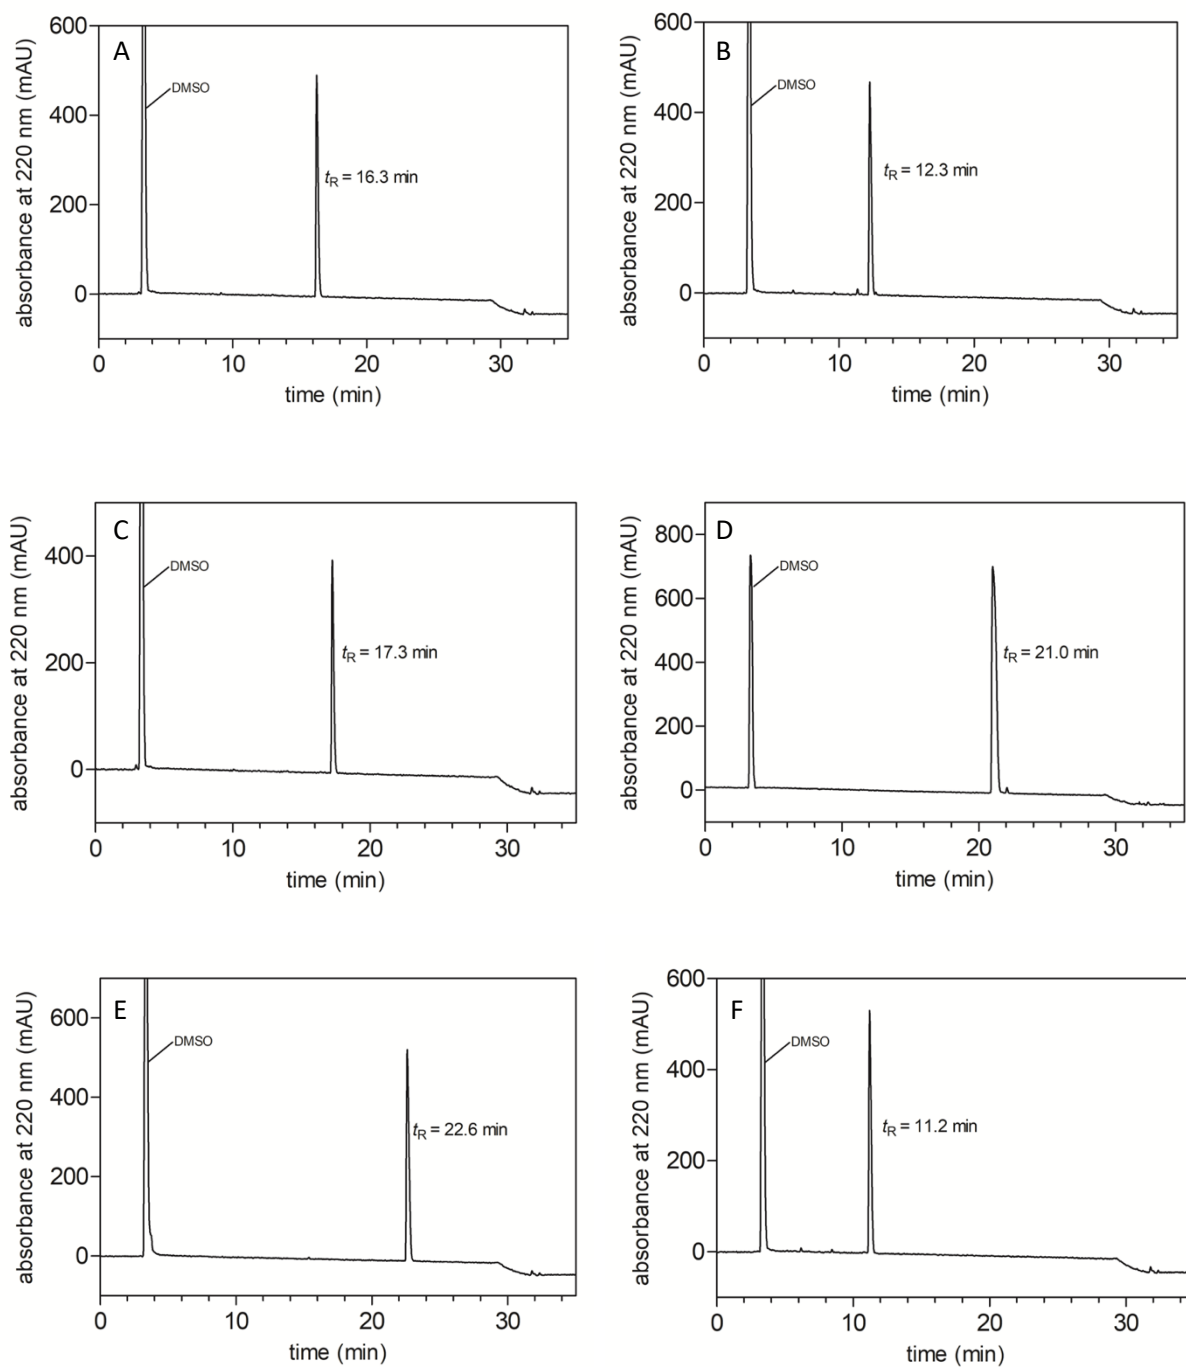 A
DMSO
tR = 16.3 min
absorbance at 220 nm (mAU)
600
400
200
0
0 10 20 30
time (min)
B
DMSO
tR = 12.3 min
absorbance at 220 nm (mAU)
600
400
200
0
0 10 20 30
time (min)
C
DMSO
tR = 17.3 min
absorbance at 220 nm (mAU)
400
200
0
0 10 20 30
time (min)
D
DMSO
tR = 21.0 min
absorbance at 220 nm (mAU)
800
600
400
200
0
0 10 20 30
time (min)
E
DMSO
tR = 22.6 min
absorbance at 220 nm (mAU)
600
400
200
0
0 10 20 30
time (min)
F
DMSO
tR = 11.2 min
absorbance at 220 nm (mAU)
600
400
200
0
0 10 20 30
time (min)